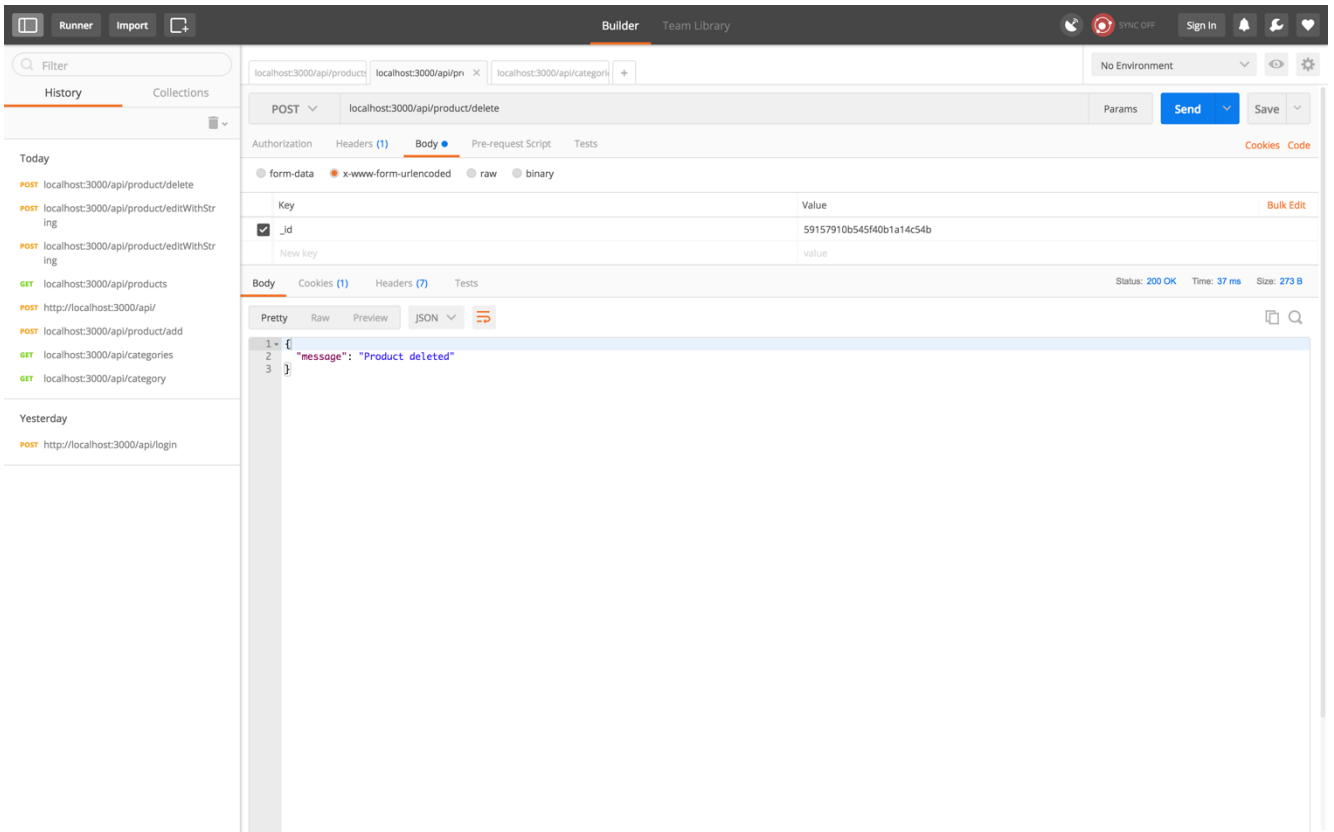 Runner Import Builder Team Library SYNC OFF Sign In
Filter
History Collections
Today
POST localhost:3000/api/product/delete
POST localhost:3000/api/product/editWithStr
ing
POST localhost:3000/api/product/editWithStr
ing
GET localhost:3000/api/products
POST http://localhost:3000/api/
POST localhost:3000/api/product/add
GET localhost:3000/api/categories
GET localhost:3000/api/category
Yesterday
POST http://localhost:3000/api/login
localhost:3000/api/products localhost:3000/api/pr localhost:3000/api/categori +
No Environment
POST localhost:3000/api/product/delete Params Send Save
Authorization Headers (1) Body Pre-request Script Tests Cookies Code
form-data x-www-form-urlencoded raw binary
Key Value Bulk Edit
_id 59157910b545f40b1a14c54b
New key value
Body Cookies (1) Headers (7) Tests Status: 200 OK Time: 37 ms Size: 273 B
Pretty Raw Preview JSON
1 {
2 "message": "Product deleted"
3 }